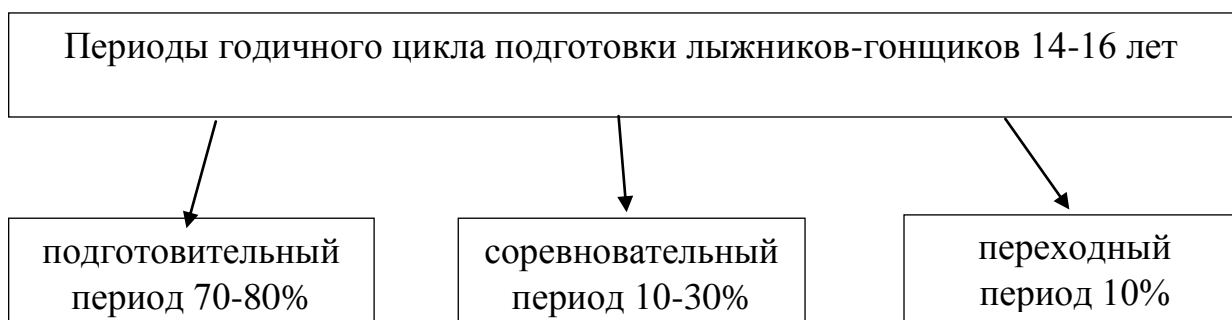 Периоды годичного цикла подготовки лыжников-гонщиков 14-16 лет
подготовительный
период 70-80%
соревновательный
период 10-30%
переходный
период 10%